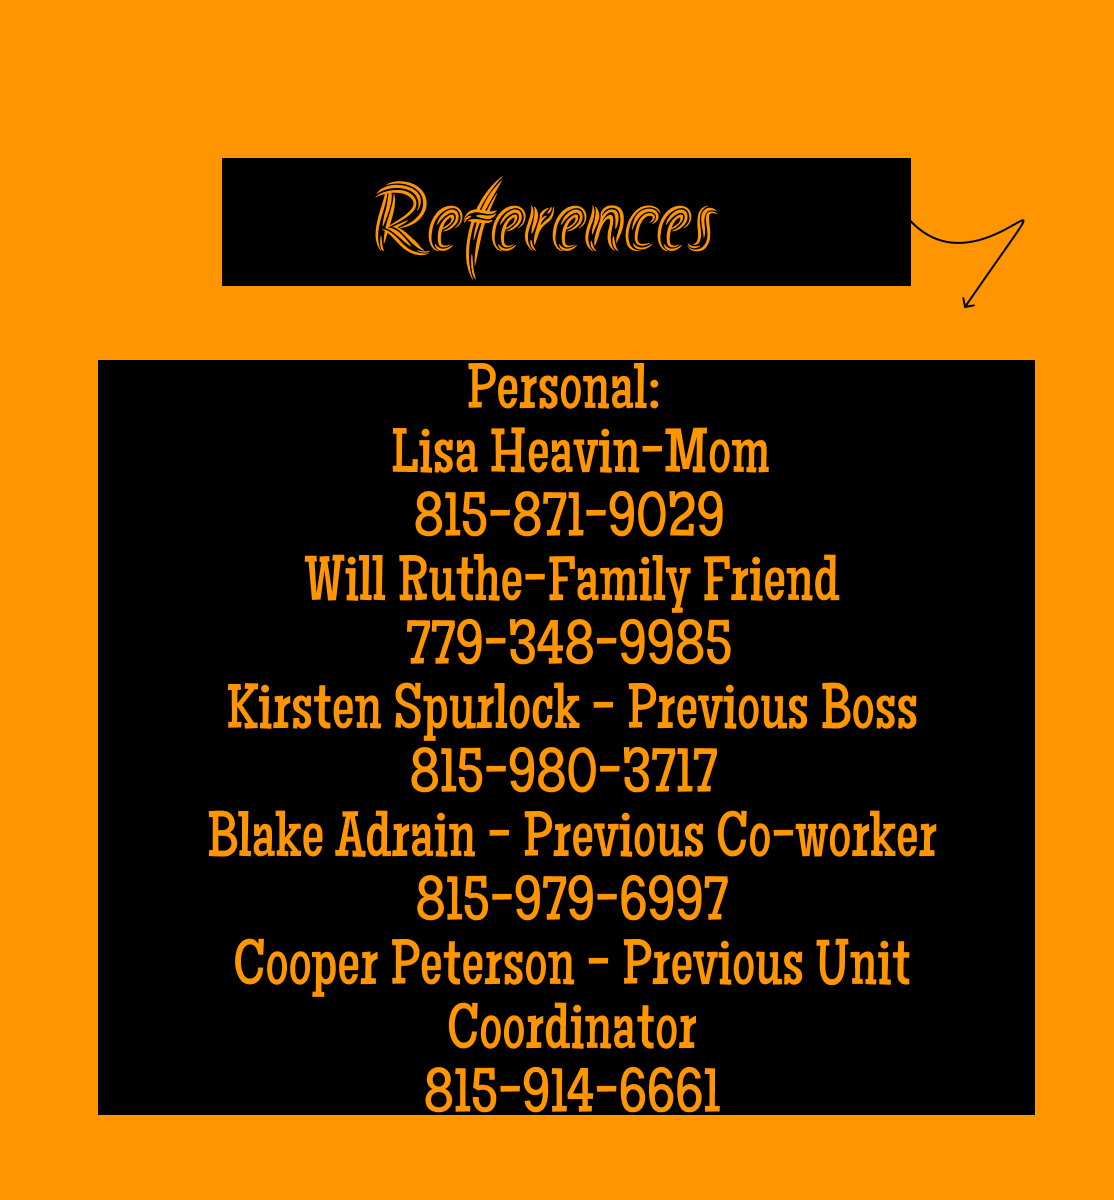 References
Personal:
Lisa Heavin-Mom
815-871-9029
Will Ruthe-Family Friend
779-348-9985
Kirsten Spurlock - Previous Boss
815-980-3717
Blake Adrain - Previous Co-worker
815-979-6997
Cooper Peterson - Previous Unit
Coordinator
815-914-6661